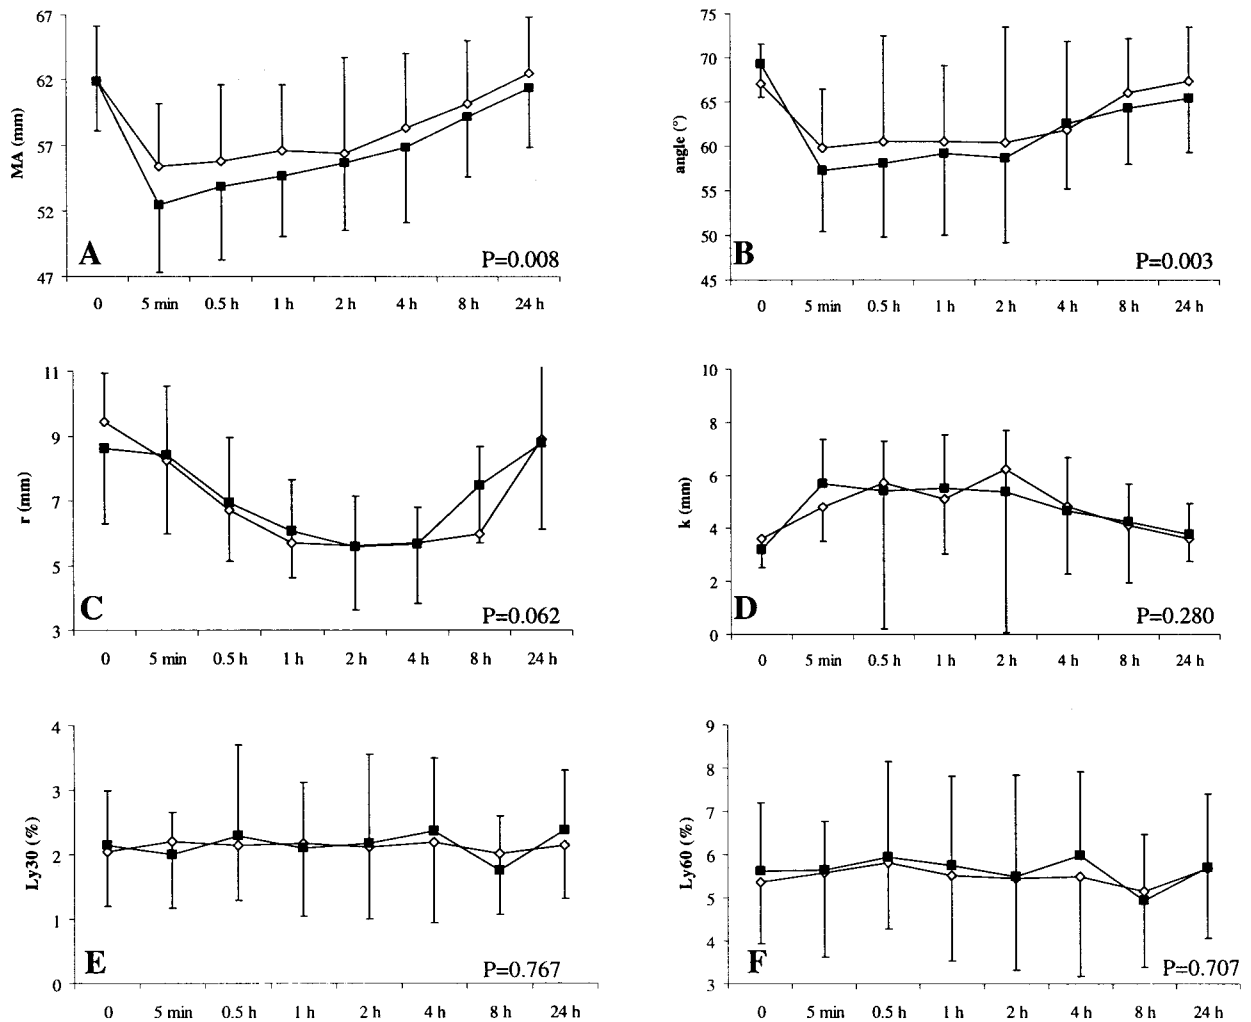 67
62
57
52
47
MA (mm)
A
P=0.008
0 5 min 0.5 h 1 h 2 h 4 h 8 h 24 h
75
70
65
60
55
50
45
angle (°)
B
P=0.003
0 5 min 0.5 h 1 h 2 h 4 h 8 h 24 h
11
9
7
5
3
r (mm)
C
P=0.062
0 5 min 0.5 h 1 h 2 h 4 h 8 h 24 h
10
8
6
4
2
0
k (mm)
D
P=0.280
0 5 min 0.5 h 1 h 2 h 4 h 8 h 24 h
4
3
2
1
0
Ly30 (%)
E
P=0.767
0 5 min 0.5 h 1 h 2 h 4 h 8 h 24 h
9
8
7
6
5
4
3
Ly60 (%)
F
P=0.707
0 5 min 0.5 h 1 h 2 h 4 h 8 h 24 h